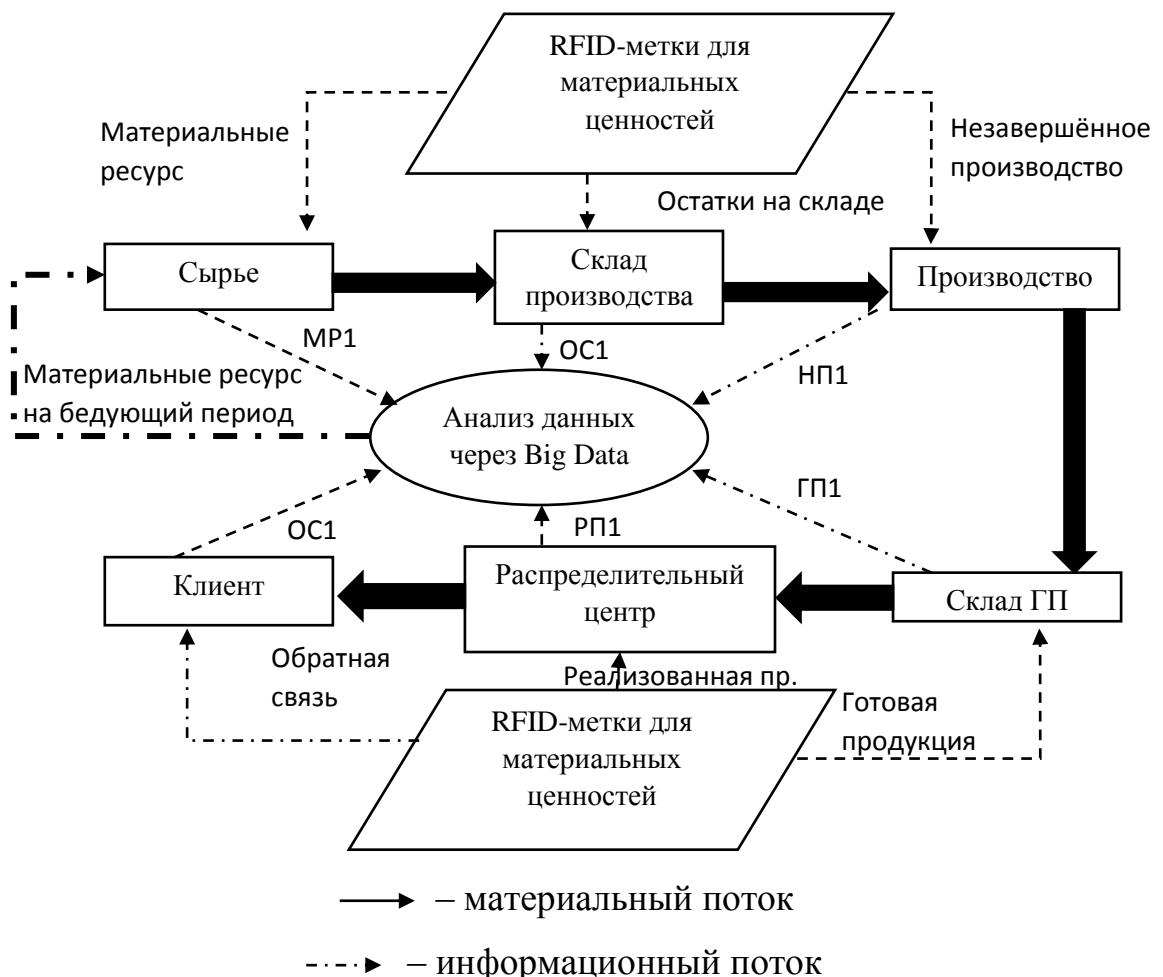 RFID-метки для
материальных
ценностей
Материальные
ресурс
Незавершённое
производство
Остатки на складе
Сырье
Склад
производства
Производство
МР1
ОС1
НП1
Материальные ресурс
на бедующий период
Анализ данных
через Big Data
ГП1
ОС1
РП1
Клиент
Распределительный
центр
Склад ГП
Обратная
связь
Реализованная пр.
Готовая
продукция
RFID-метки для
материальных
ценностей
– материальный поток
– информационный поток